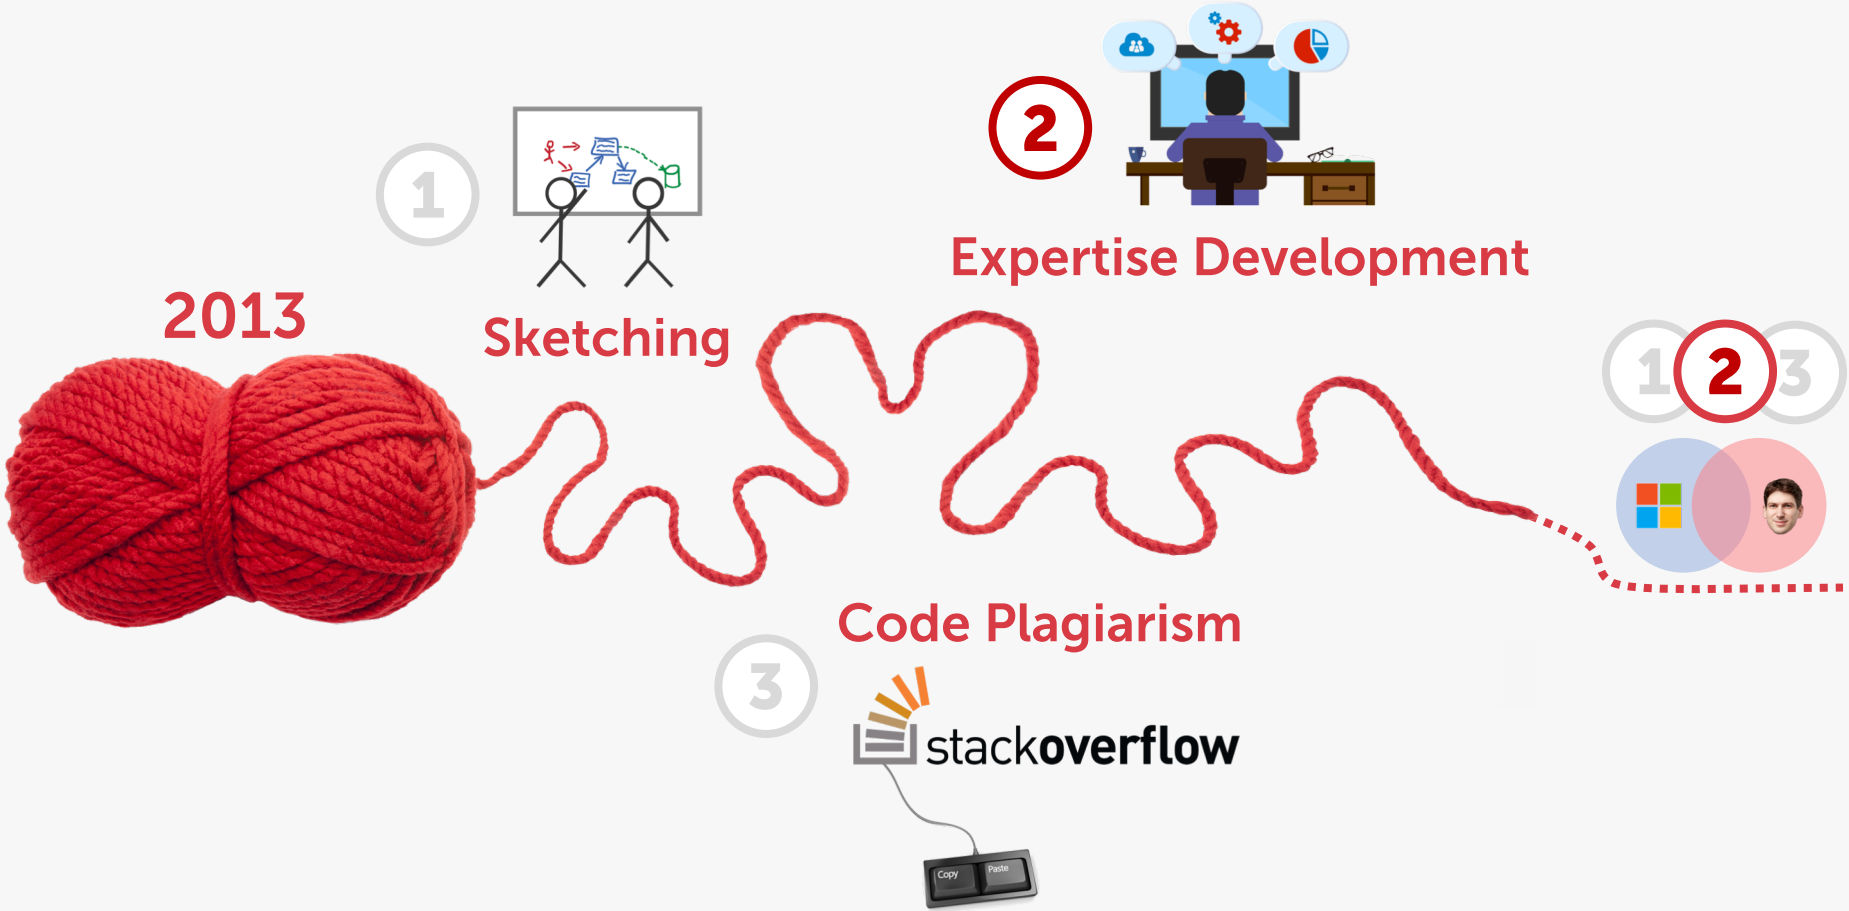 2013
1
Sketching
2
Expertise Development
1 2 3
3
Code Plagiarism
stackoverflow
Copy Paste